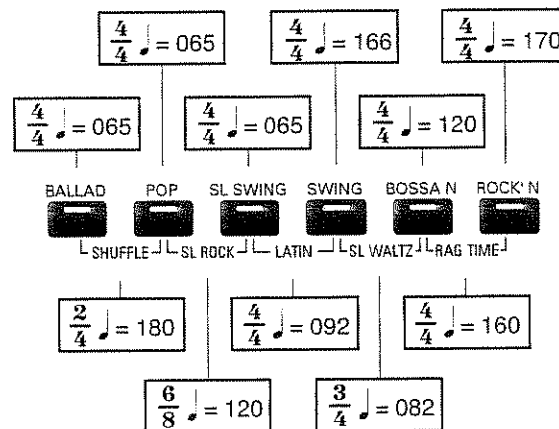 4/4 ♩ = 065 4/4 ♩ = 166 4/4 ♩ = 170
4/4 ♩ = 065 4/4 ♩ = 065 4/4 ♩ = 120
BALLAD POP SL SWING SWING BOSSA N ROCK' N
SHUFFLE SL ROCK LATIN SL WALTZ RAG TIME
2/4 ♩ = 180 4/4 ♩ = 092 4/4 ♩ = 160
6/8 ♩ = 120 3/4 ♩ = 082